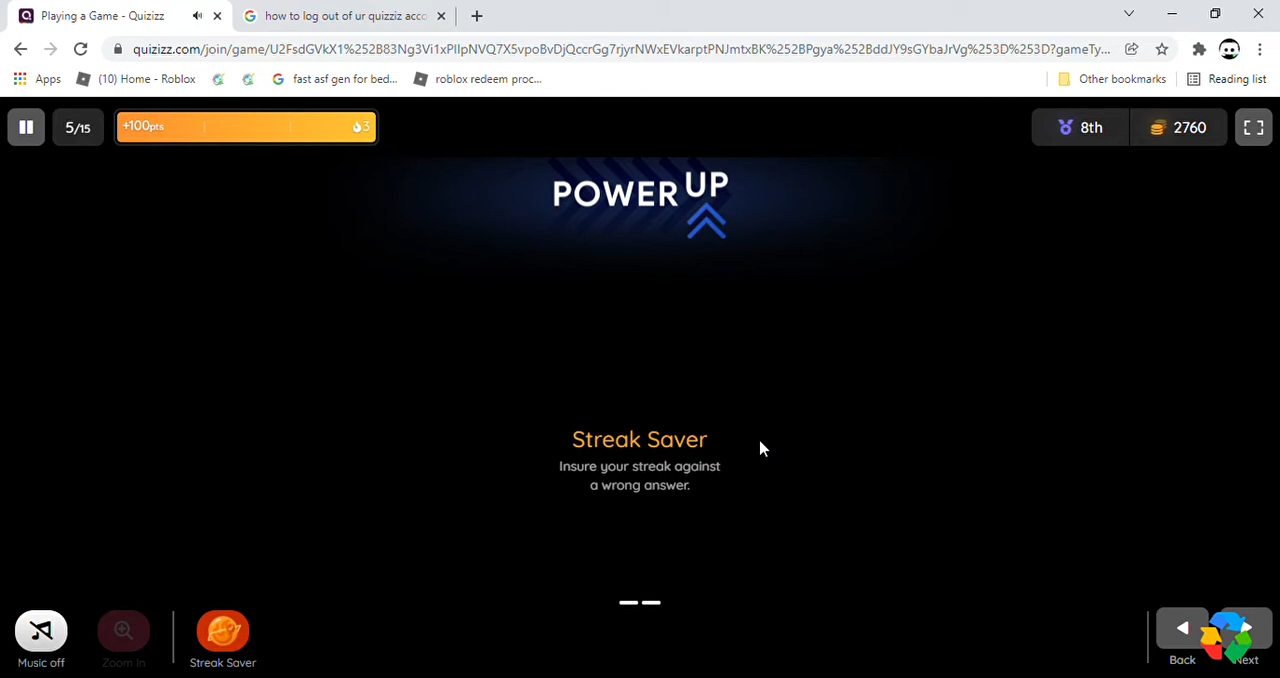 Playing a Game - Quizizz
how to log out of ur quizziz acco
quizizz.com/join/game/U2FsdGVkX1%252B83Ng3Vi1xPIIpNVQ7X5moBvDjQccrGg7rjyrNWxEVkarptPNJmtxBK%252BPgya%252BddJY9sGYbaJrVg%253D%253D?gameTy...
Apps
(10) Home - Roblox
fast asf gen for bed...
roblox redeem proc...
Other bookmarks
Reading list
5/15
+100pts
3
8th
2760
POWER UP
Streak Saver
Insure your streak against
a wrong answer.
Music off
Zoom In
Streak Saver
Back
Next